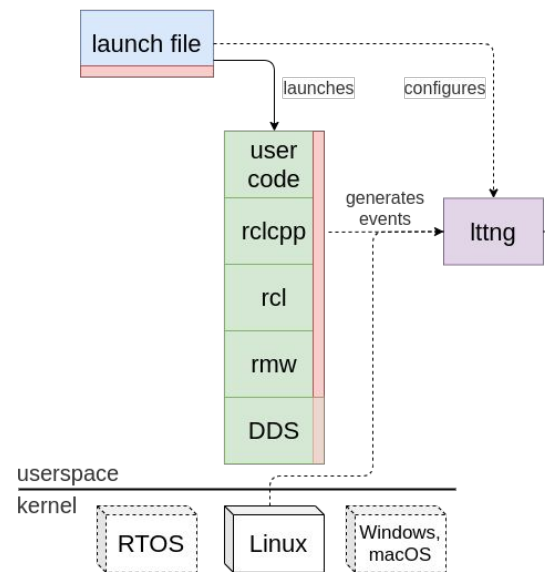 launch file
launches
configures
user
code
generates
events
rclcpp
lttng
rcl
rmw
DDS
userspace
kernel
RTOS
Linux
Windows,
macOS